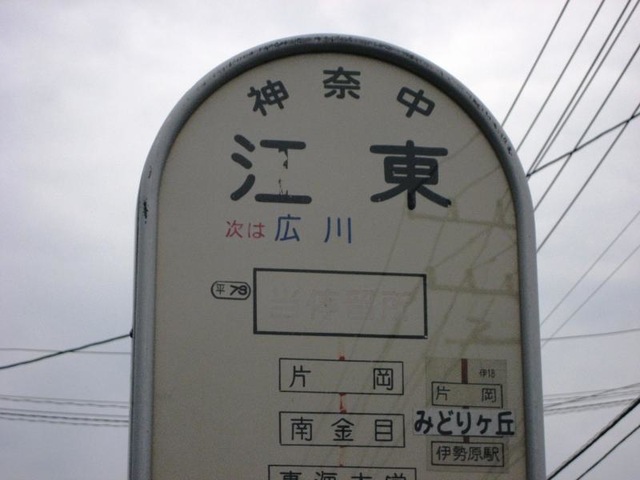 神奈中
江東
次は 広川
平78
片岡
南金目
伊18
片岡
みどりヶ丘
伊勢原駅